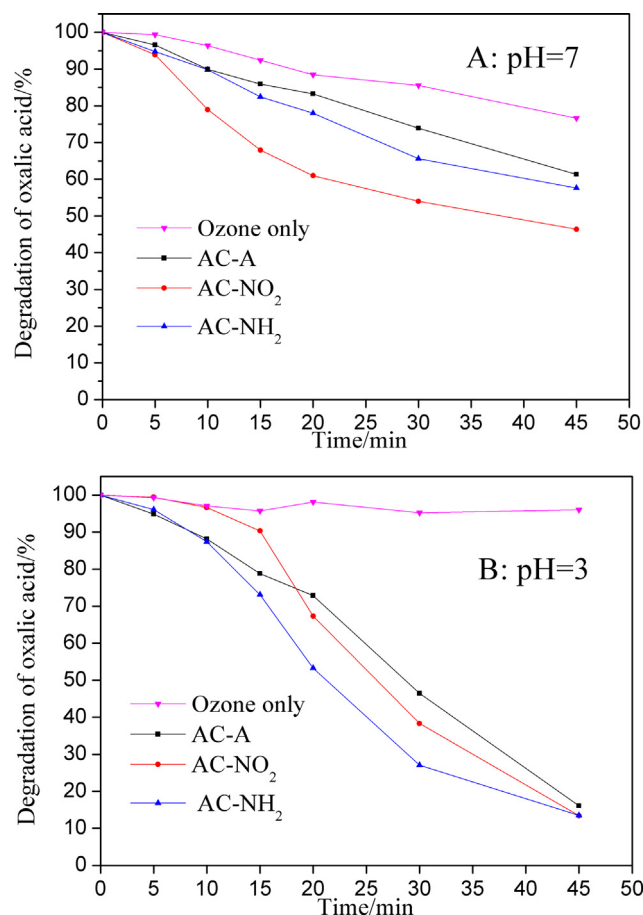 A: pH=7
Degradation of oxalic acid/%
100
90
80
70
60
50
40
30
20
10
0
Ozone only
AC-A
AC-NO₂
AC-NH₂
0 5 10 15 20 25 30 35 40 45 50
Time/min
B: pH=3
Degradation of oxalic acid/%
100
90
80
70
60
50
40
30
20
10
0
Ozone only
AC-A
AC-NO₂
AC-NH₂
0 5 10 15 20 25 30 35 40 45 50
Time/min